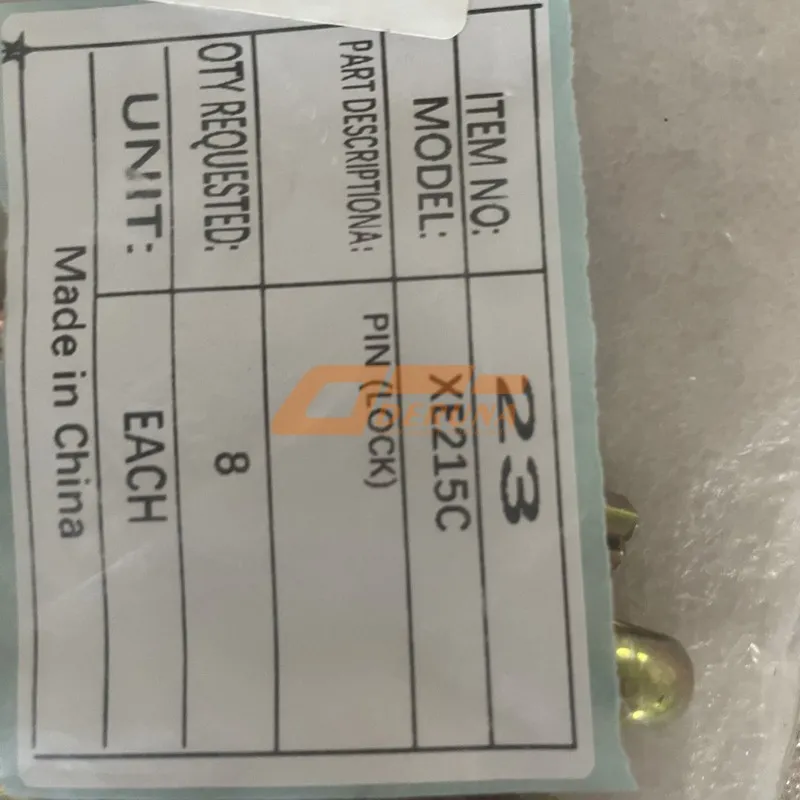 ITEM NO: 23
MODEL: XE215C
PART DESCRIPTIONA: PIN (LOCK)
QTY REQUESTED: 8
UNIT: EACH
Made in China